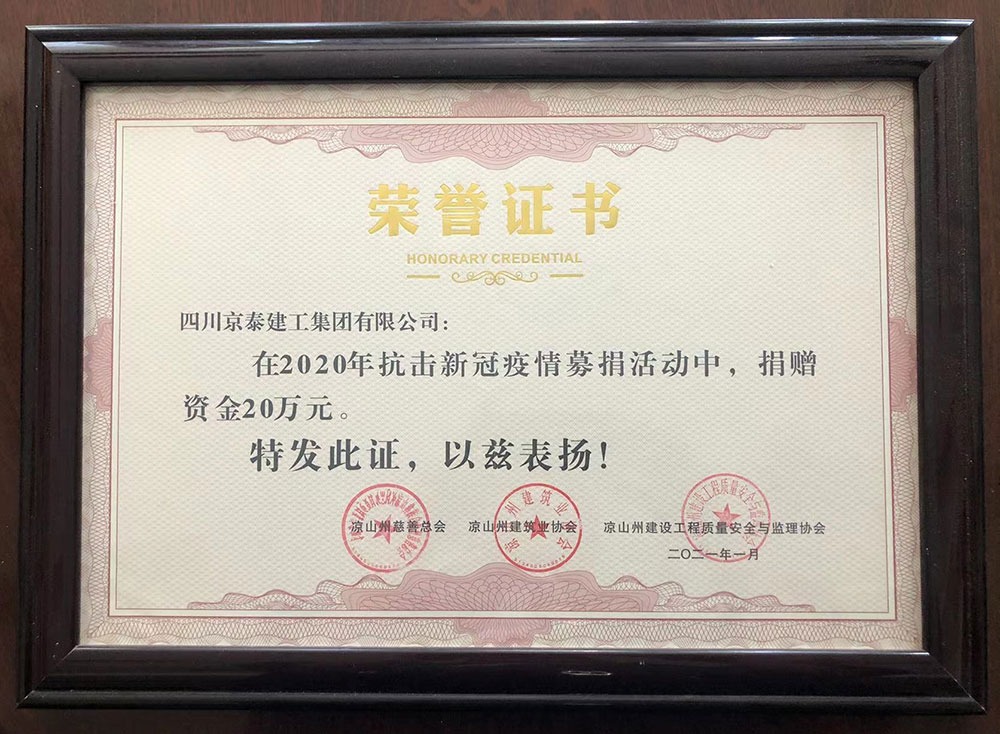 荣誉证书
HONORARY CREDENTIAL
四川京泰建工集团有限公司：
在2020年抗击新冠疫情募捐活动中，捐赠
资金20万元。
特发此证，以兹表扬！
凉山州慈善总会 凉山州建筑业协会 凉山州建设工程质量安全与监理协会
二〇二一年一月